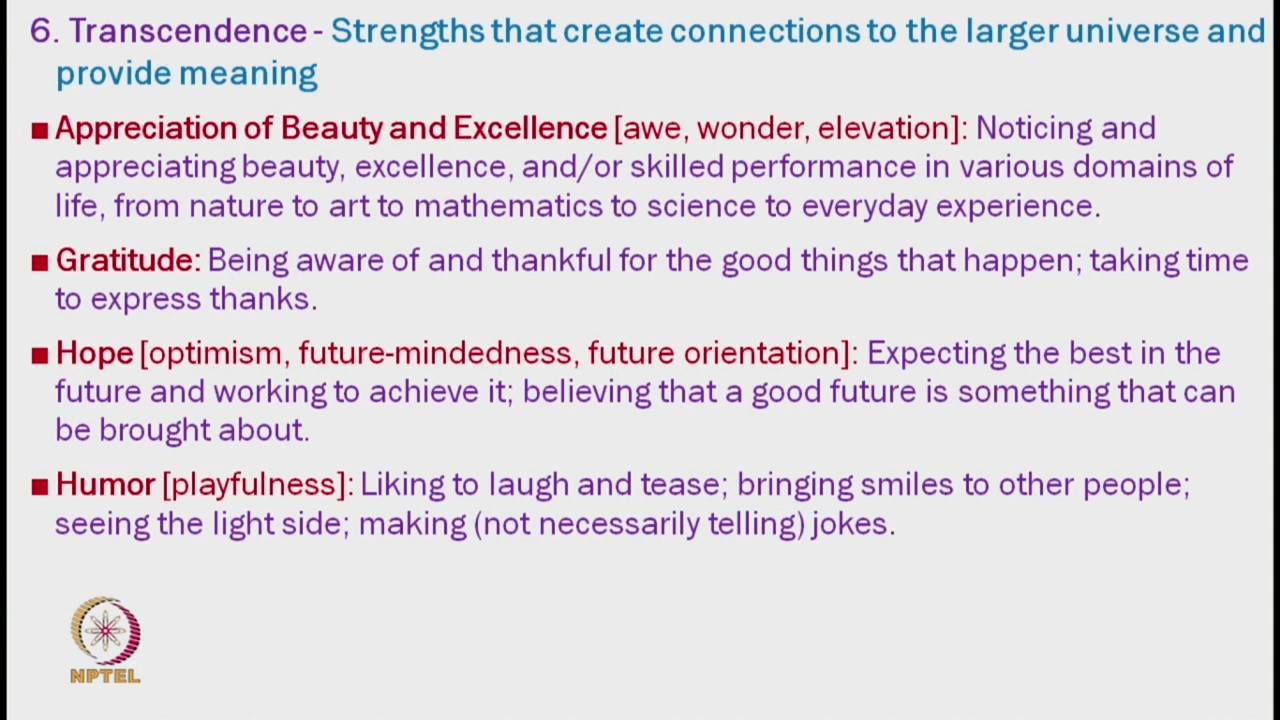 6. Transcendence - Strengths that create connections to the larger universe and
provide meaning
■ Appreciation of Beauty and Excellence [awe, wonder, elevation]: Noticing and
appreciating beauty, excellence, and/or skilled performance in various domains of
life, from nature to art to mathematics to science to everyday experience.
■ Gratitude: Being aware of and thankful for the good things that happen; taking time
to express thanks.
■ Hope [optimism, future-mindedness, future orientation]: Expecting the best in the
future and working to achieve it; believing that a good future is something that can
be brought about.
■ Humor [playfulness]: Liking to laugh and tease; bringing smiles to other people;
seeing the light side; making (not necessarily telling) jokes.
NPTEL